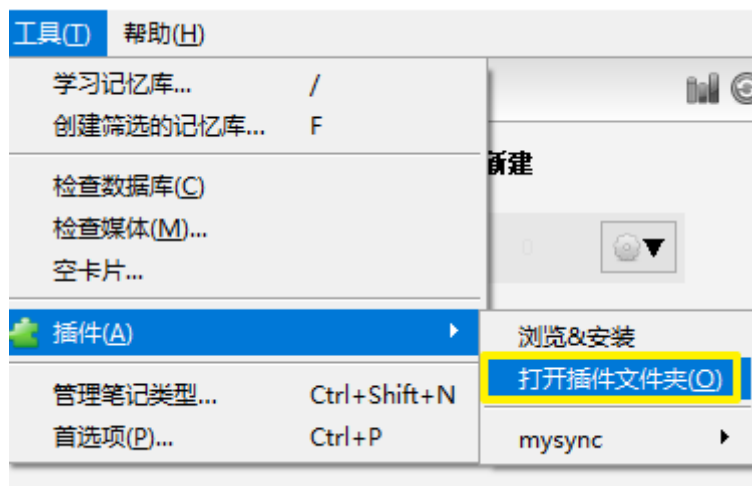 工具(T) 帮助(H)
学习记忆库... /
创建筛选的记忆库... F
新建
检查数据库(C)
检查媒体(M)...
0
空卡片...
插件(A)
浏览&安装
打开插件文件夹(O)
管理笔记类型... Ctrl+Shift+N
首选项(P)... Ctrl+P
mysync